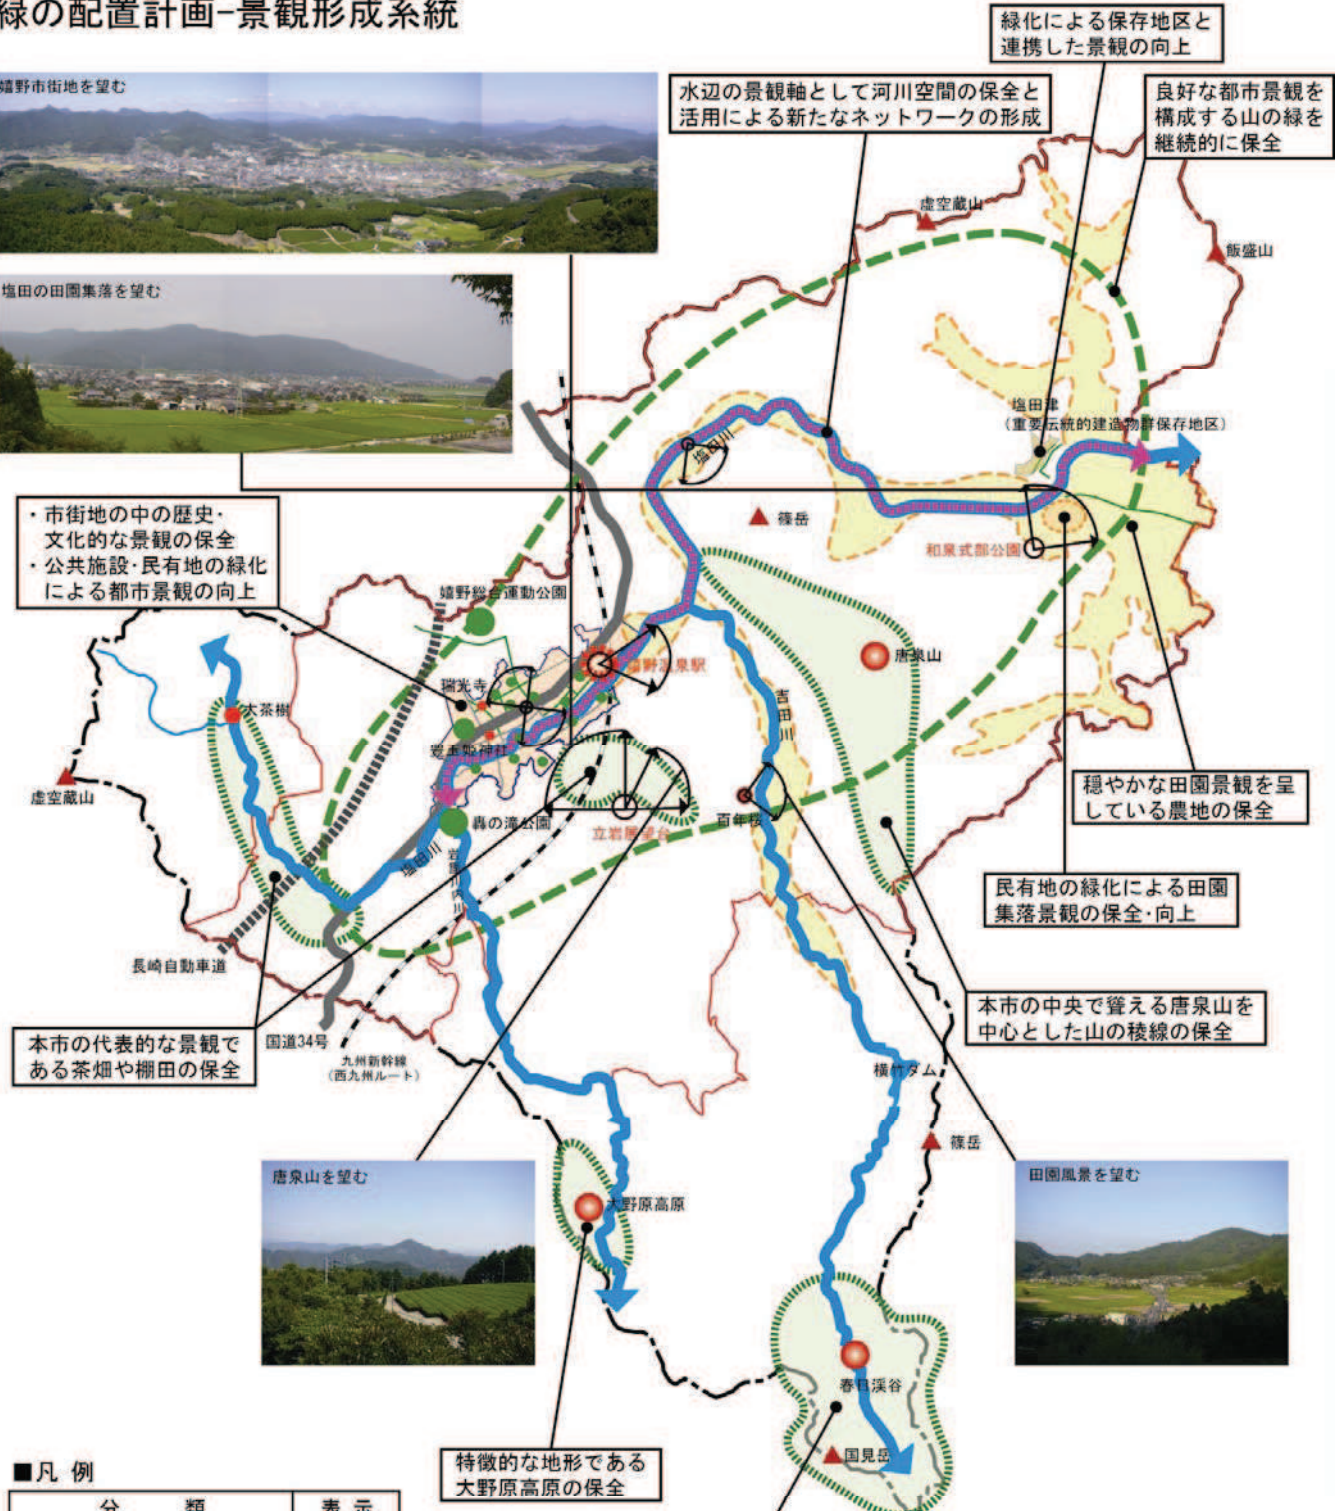 緑の配置計画-景観形成系統
緑化による保存地区と
連携した景観の向上
嬉野市街地を望む
水辺の景観軸として河川空間の保全と
活用による新たなネットワークの形成
良好な都市景観を
構成する山の緑を
継続的に保全
虚空蔵山
飯盛山
塩田の田園集落を望む
塩田津
(重要伝統的建造物群保存地区)
塩田川
・市街地の中の歴史・
文化的な景観の保全
・公共施設・民有地の緑化
による都市景観の向上
篠岳
和泉式部公園
嬉野総合運動公園
嬉野温泉駅
唐泉山
瑞光寺
大茶樹
吉田川
豊玉姫神社
虚空蔵山
穏やかな田園景観を呈
している農地の保全
轟の滝公園
立岩展望台
百年桜
塩田川
岩屋川内川
民有地の緑化による田園
集落景観の保全・向上
長崎自動車道
本市の中央で聳える唐泉山を
中心とした山の稜線の保全
本市の代表的な景観で
ある茶畑や棚田の保全
国道34号
九州新幹線
(西九州ルート)
横竹ダム
篠岳
唐泉山を望む
田園風景を望む
大野原高原
春日渓谷
国見岳
特徴的な地形である
大野原高原の保全
■凡 例
分 類 表 示